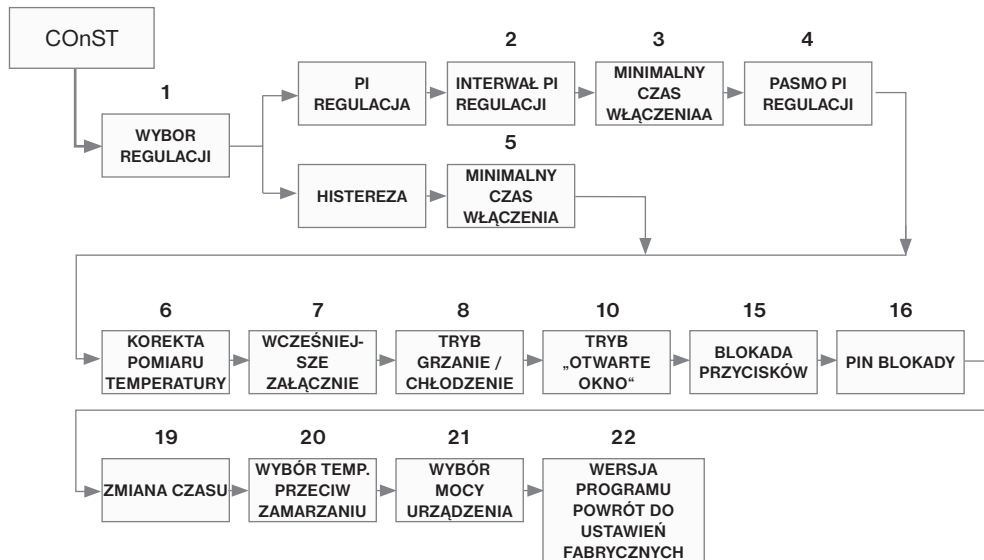 COnST
1
WYBOR
REGULACJI
PI
REGULACJA
2
INTERWAŁ PI
REGULACJI
3
MINIMALNY
CZAS
WŁĄCZENIAA
4
PASMO PI
REGULACJI
HISTEREZA
5
MINIMALNY
CZAS
WŁĄCZENIA
6
KOREKTA
POMIARU
TEMPERATURY
7
WCZEŚNIEJ-
SZE
ZAŁĄCZNIE
8
TRYB
GRZANIE /
CHŁODZENIE
10
TRYB
„OTWARTE
OKNO“
15
BLOKADA
PRZYCISKÓW
16
PIN BLOKADY
19
ZMIANA CZASU
20
WYBÓR TEMP.
PRZECIW
ZAMARZANIU
21
WYBÓR
MOCY
URZĄDZENIA
22
WERSJA
PROGRAMU
POWRÓT DO
USTAWIEŃ
FABRYCZNYCH